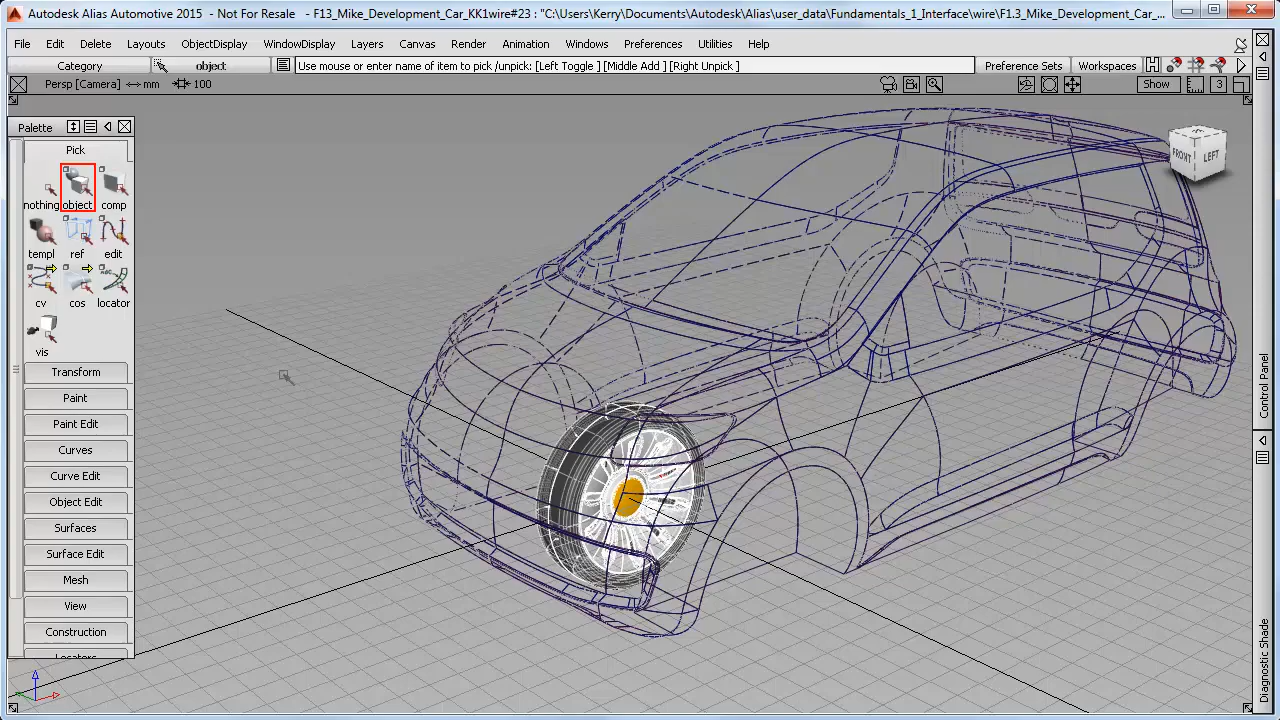 Autodesk Alias Automotive 2015 - Not For Resale - F13_Mike_Development_Car_KK1wire#23 : "C:\Users\Kerry\Documents\Autodesk\Alias\user_data\Fundamentals_1_Interface\wire\F1.3_Mike_Development_Car_...
File Edit Delete Layouts ObjectDisplay WindowDisplay Layers Canvas Render Animation Windows Preferences Utilities Help
Category object Use mouse or enter name of item to pick /unpick: [Left Toggle ] [Middle Add ] [Right Unpick ] Preference Sets Workspaces H
Persp [Camera] mm 100 Show 3
Palette
Pick
nothing object comp
templ ref edit
cv cos locator
vis
Transform
Paint
Paint Edit
Curves
Curve Edit
Object Edit
Surfaces
Surface Edit
Mesh
View
Construction
Locators
FRONT LEFT
Control Panel
Diagnostic Shade